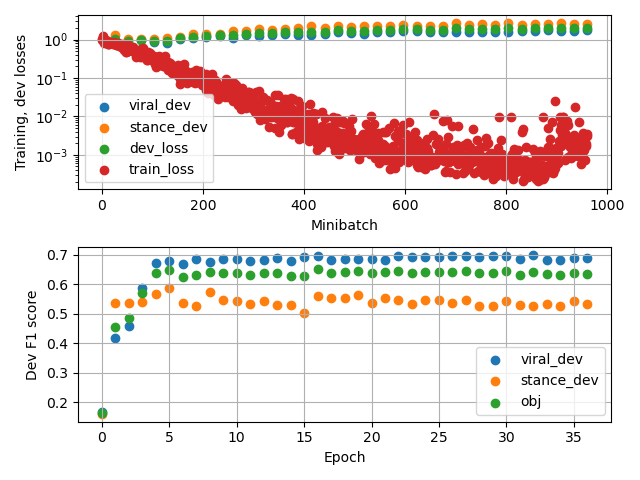 Training, dev losses
10⁰
10⁻¹
10⁻²
10⁻³
viral_dev
stance_dev
dev_loss
train_loss
0 200 400 600 800 1000
Minibatch
Dev F1 score
0.7
0.6
0.5
0.4
0.3
0.2
viral_dev
stance_dev
obj
0 5 10 15 20 25 30 35
Epoch